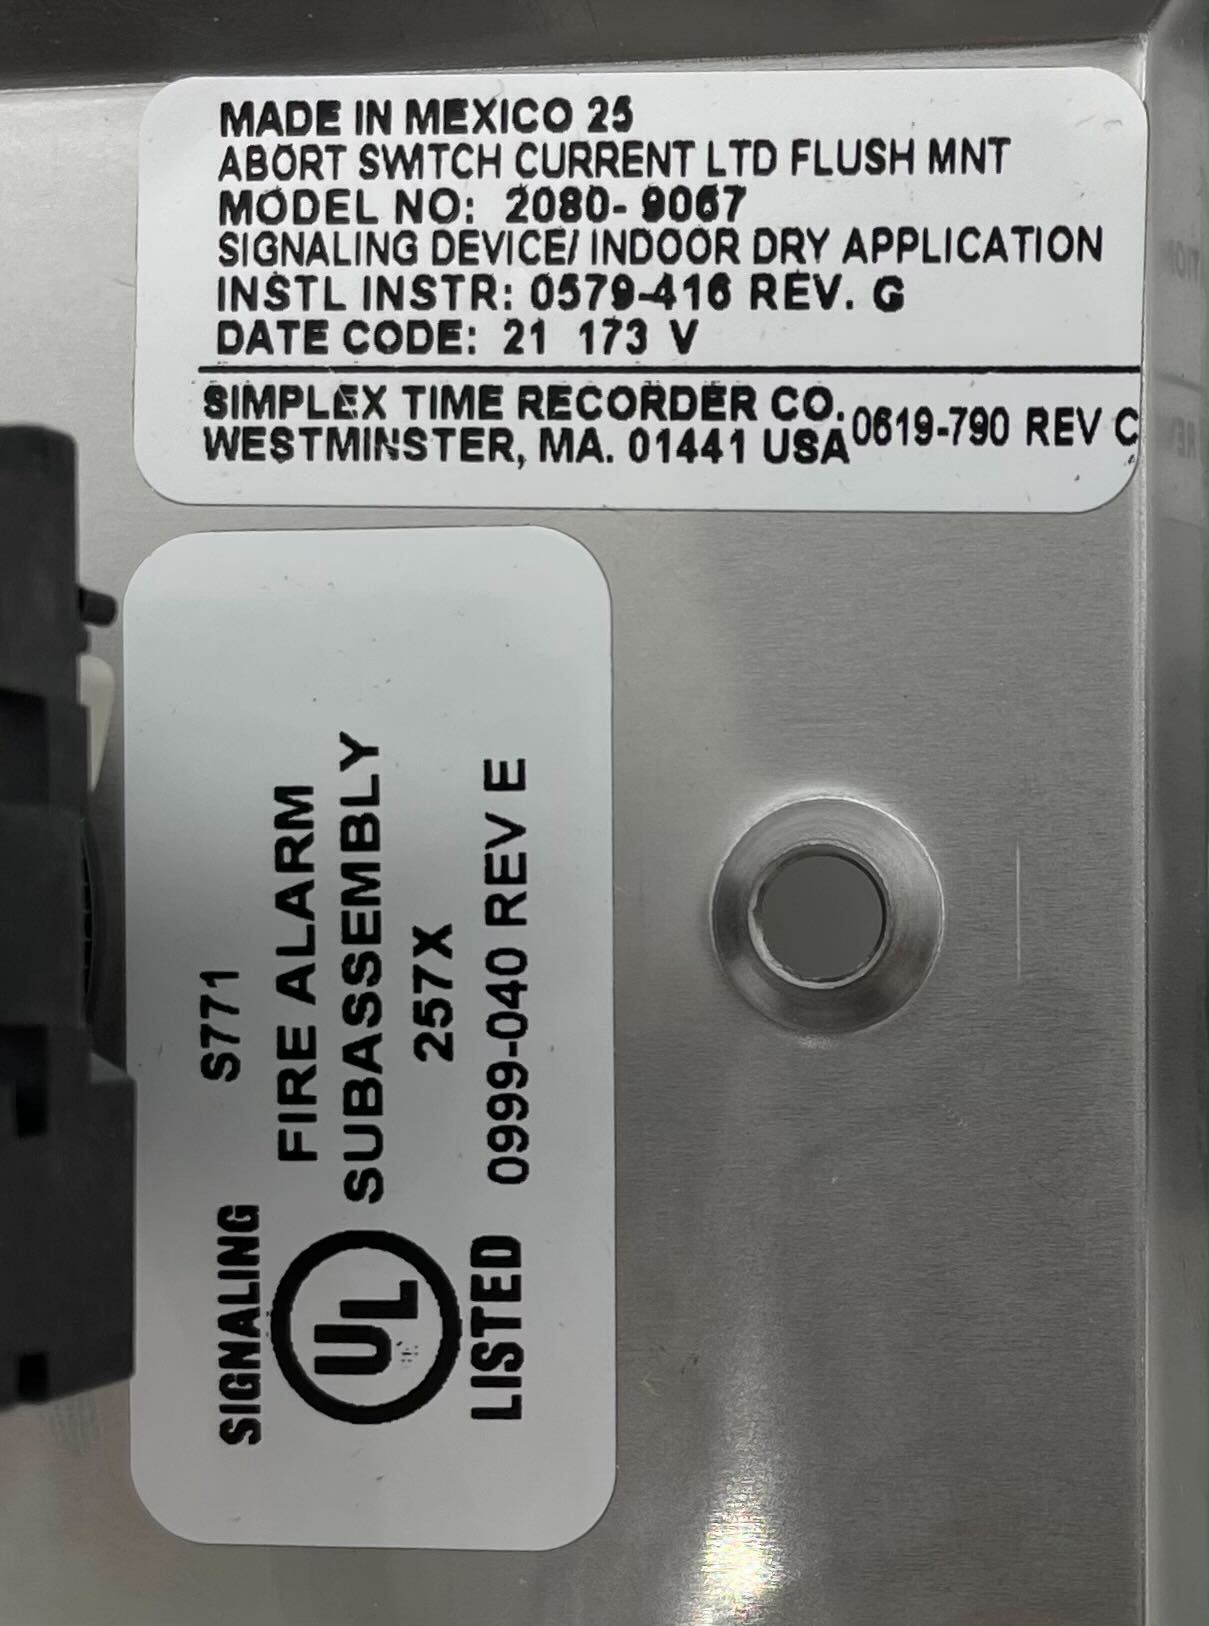 MADE IN MEXICO 25
ABORT SWITCH CURRENT LTD FLUSH MNT
MODEL NO: 2080-9067
SIGNALING DEVICE/ INDOOR DRY APPLICATION
INSTL INSTR: 0579-416 REV. G
DATE CODE: 21 173 V
SIMPLEX TIME RECORDER CO.
WESTMINSTER, MA. 01441 USA
0619-790 REV C
SIGNALING S771
FIRE ALARM
SUBASSEMBLY
257X
UL
LISTED 0999-040 REV E